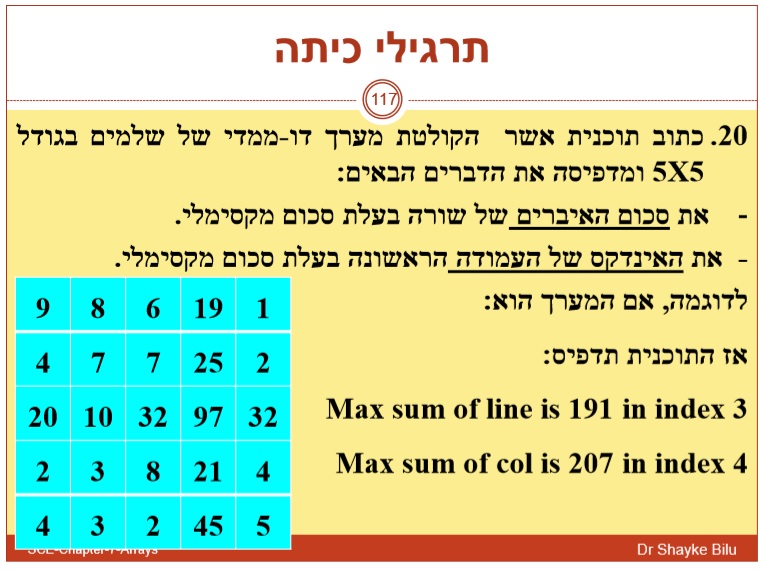 תרגילי כיתה
117
20. כתוב תוכנית אשר הקולטת מערך דו-ממדי של שלמים בגודל
5X5 ומדפיסה את הדברים הבאים:
- את סכום האיברים של שורה בעלת סכום מקסימלי.
- את האינדקס של העמודה הראשונה בעלת סכום מקסימלי.
לדוגמה, אם המערך הוא:
9 8 6 19 1
4 7 7 25 2
20 10 32 97 32
2 3 8 21 4
4 3 2 45 5
אז התוכנית תדפיס:
Max sum of line is 191 in index 3
Max sum of col is 207 in index 4
SCE-Chapter-7-Arrays
Dr Shayke Bilu